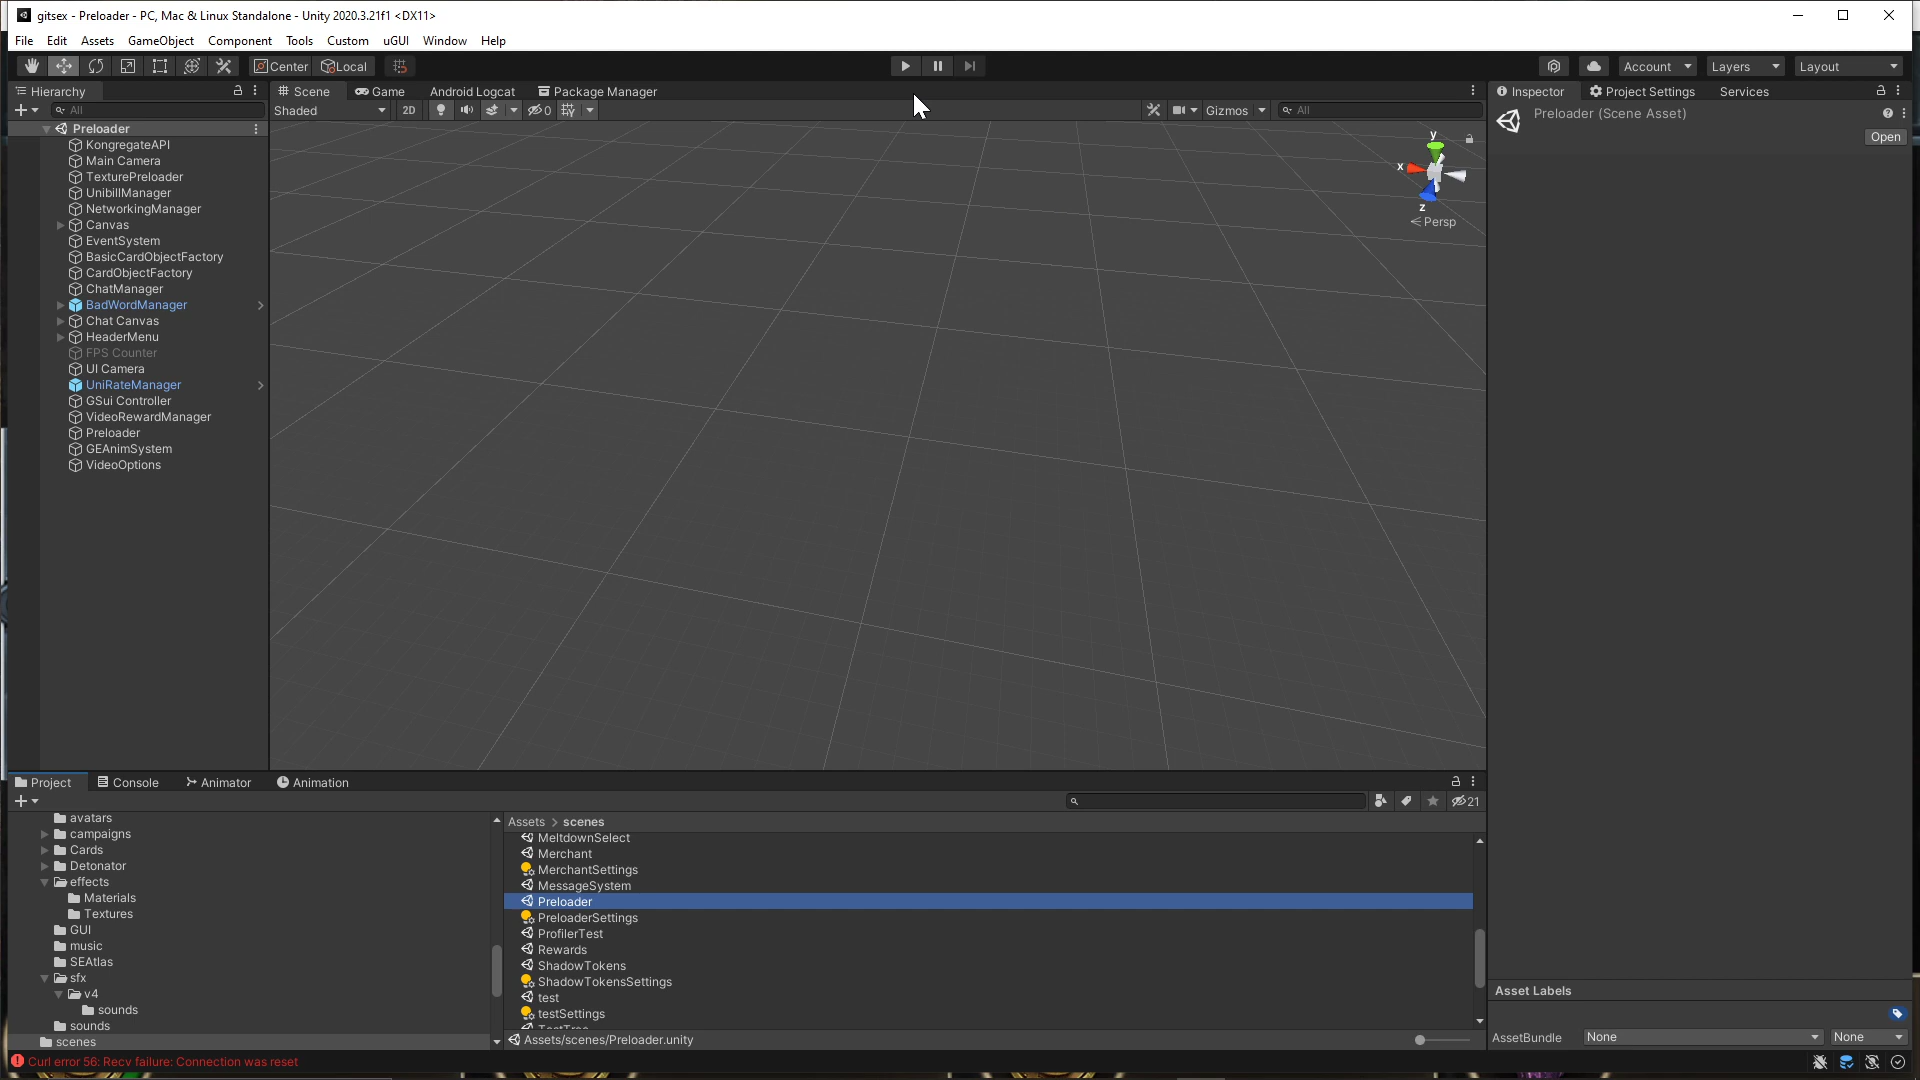 gitsex - Preloader - PC, Mac & Linux Standalone - Unity 2020.3.21f1 <DX11>
File Edit Assets GameObject Component Tools Custom uGUI Window Help
Center Local Account Layers Layout
Hierarchy
All
Preloader
KongregateAPI
Main Camera
TexturePreloader
UnibillManager
NetworkingManager
Canvas
EventSystem
BasicCardObjectFactory
CardObjectFactory
ChatManager
BadWordManager
Chat Canvas
HeaderMenu
FPS Counter
UI Camera
UniRateManager
GSui Controller
VideoRewardManager
Preloader
GEAnimSystem
VideoOptions
Scene Game Android Logcat Package Manager
Shaded 2D 0 Gizmos All
y
x
z
Persp
Inspector Project Settings Services
Preloader (Scene Asset)
Open
Project Console Animator Animation
21
avatars
campaigns
Cards
Detonator
effects
Materials
Textures
GUI
music
SEAtlas
sfx
v4
sounds
sounds
scenes
Assets > scenes
MeltdownSelect
Merchant
MerchantSettings
MessageSystem
Preloader
PreloaderSettings
ProfilerTest
Rewards
ShadowTokens
ShadowTokensSettings
test
testSettings
Assets/scenes/Preloader.unity
Asset Labels
AssetBundle None None
Curl error 56: Recv failure: Connection was reset